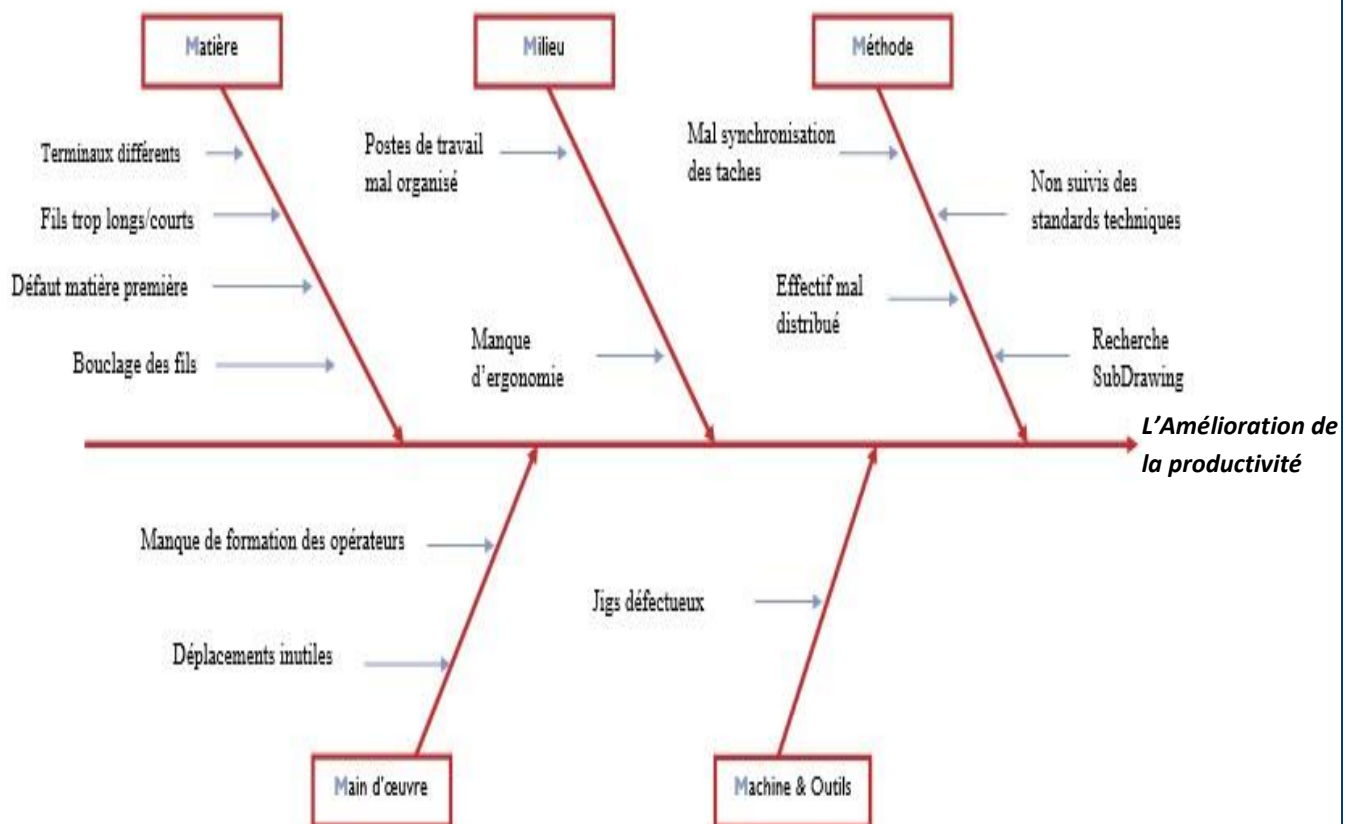 Matière
Milieu
Méthode
Terminaux différents
Fils trop longs/courts
Défaut matière première
Bouclage des fils
Postes de travail
mal organisé
Manque
d'ergonomie
Mal synchronisation
des taches
Non suivis des
standards techniques
Effectif mal
distribué
Recherche
SubDrawing
L'Amélioration de
la productivité
Manque de formation des opérateurs
Déplacements inutiles
Jigs défectueux
Main d'œuvre
Machine & Outils